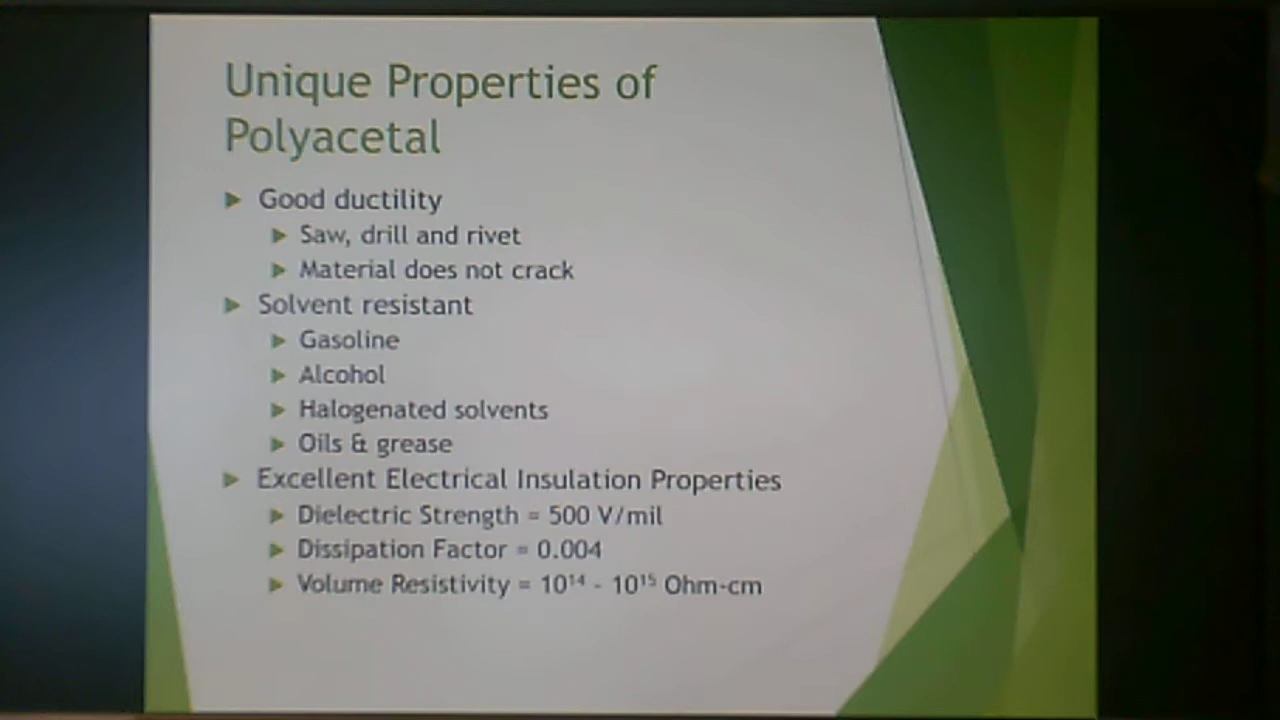 Unique Properties of
Polyacetal
Good ductility
Saw, drill and rivet
Material does not crack
Solvent resistant
Gasoline
Alcohol
Halogenated solvents
Oils & grease
Excellent Electrical Insulation Properties
Dielectric Strength = 500 V/mil
Dissipation Factor = 0.004
Volume Resistivity = 10¹⁴ - 10¹⁵ Ohm-cm